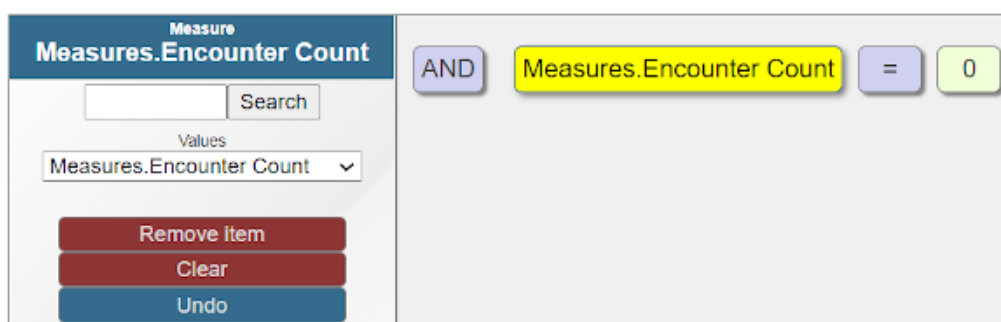 Measure
Measures.Encounter Count
Search
Values
Measures.Encounter Count
Remove Item
Clear
Undo
AND Measures.Encounter Count = 0